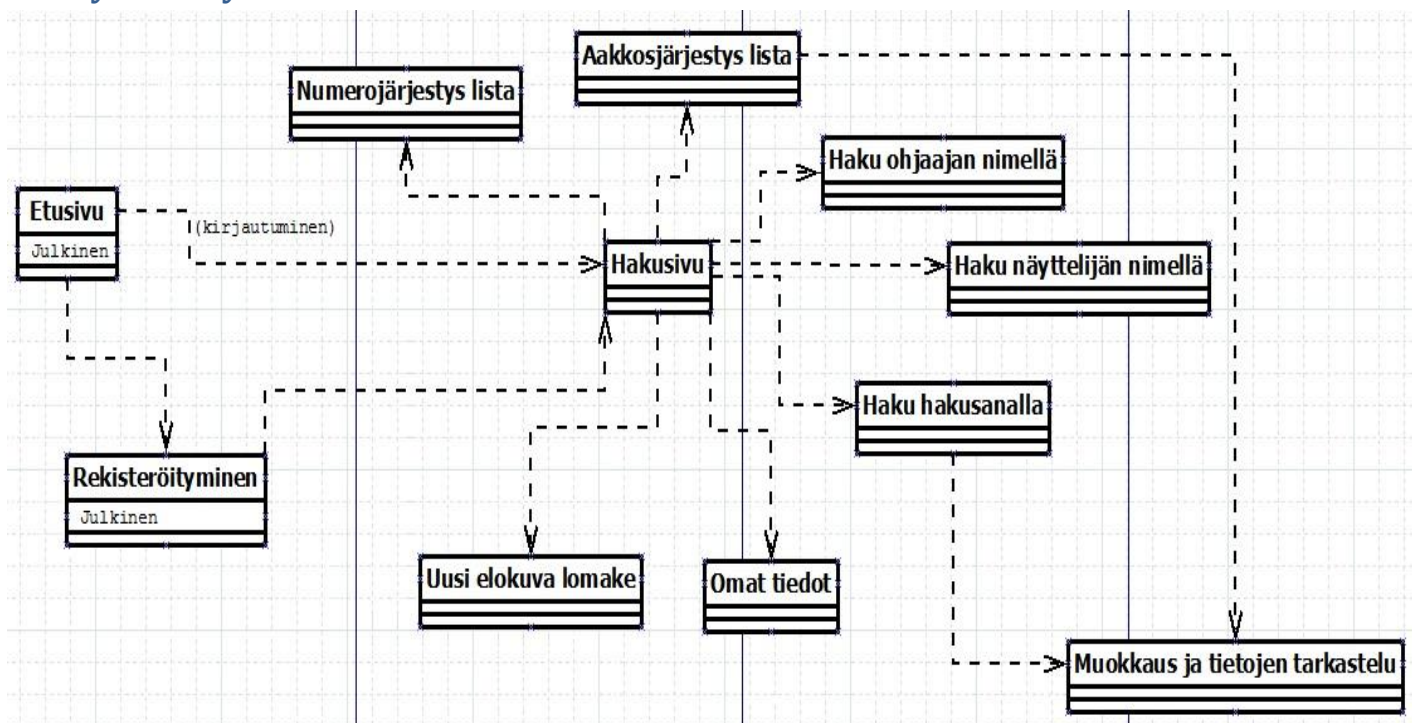 Aakkosjärjestys lista
Numerojärjestys lista
Haku ohjaajan nimellä
Etusivu
Julkinen
(kirjautuminen)
Hakusivu
Haku näyttelijän nimellä
Haku hakusanalla
Rekisteröityminen
Julkinen
Uusi elokuva lomake
Omat tiedot
Muokkaus ja tietojen tarkastelu